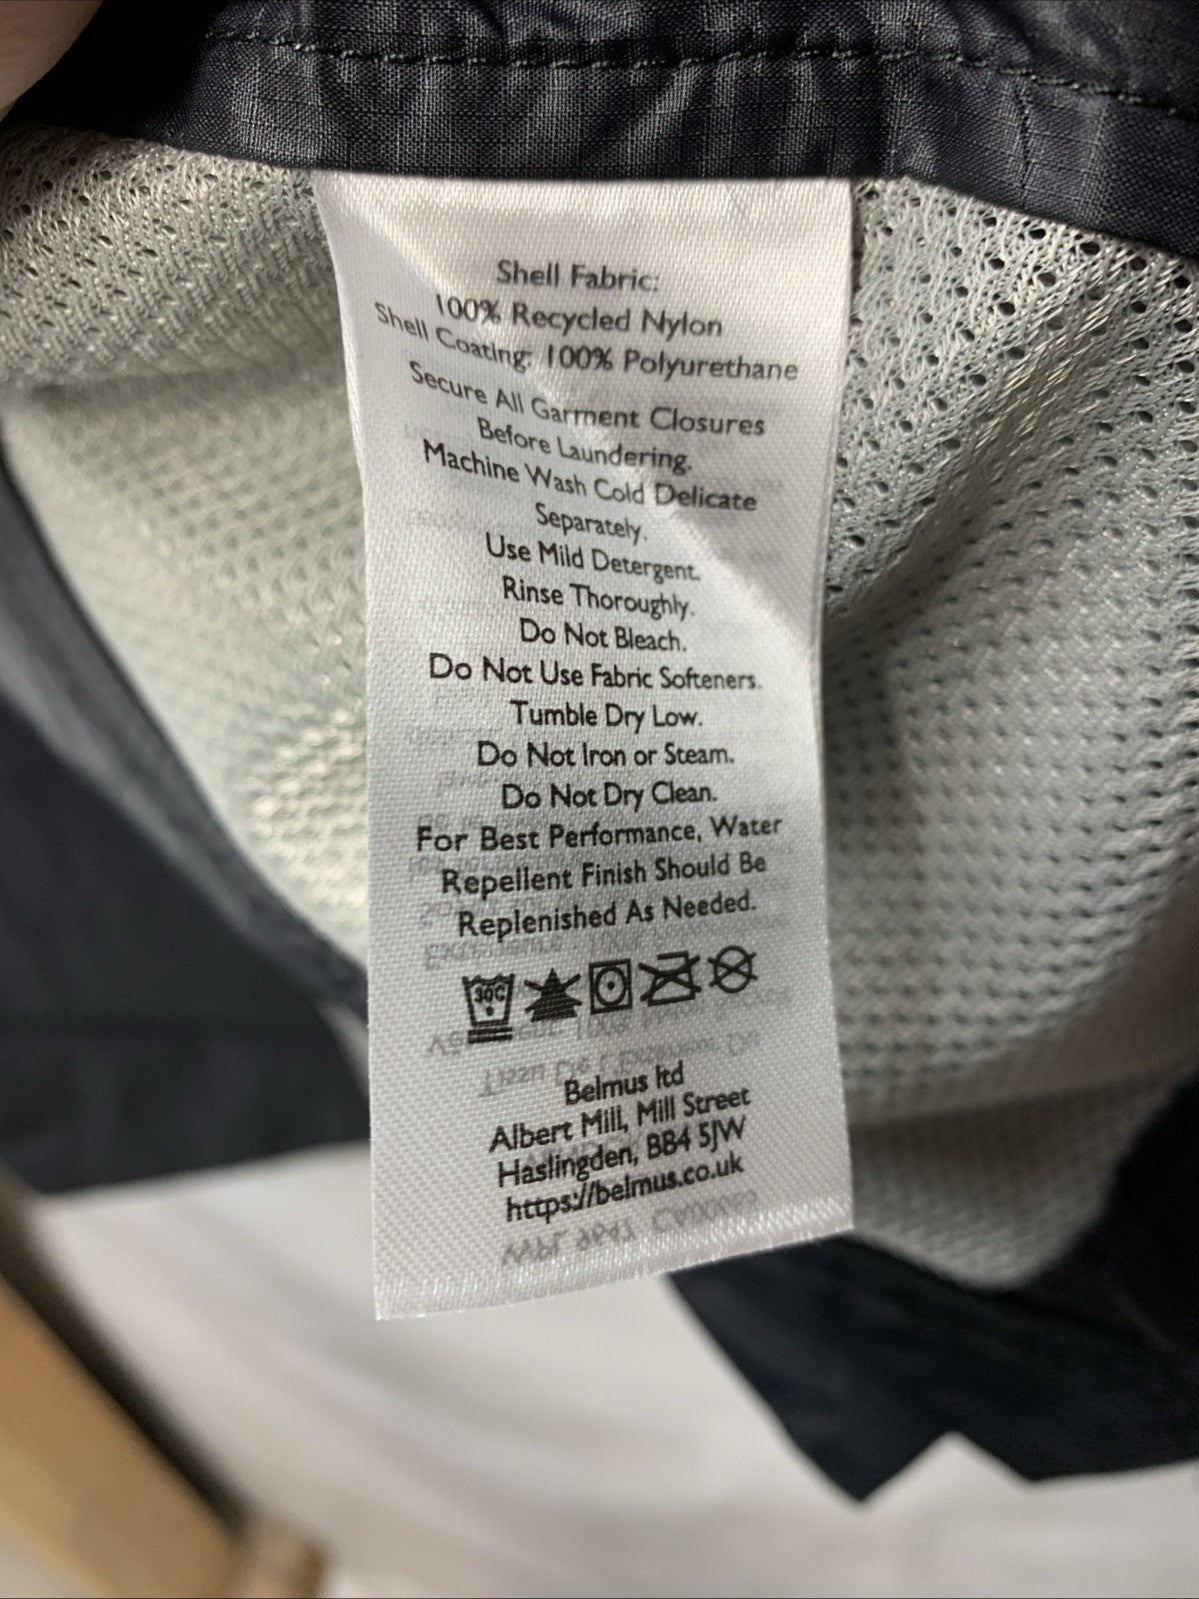 Shell Fabric:
100% Recycled Nylon
Shell Coating: 100% Polyurethane
Secure All Garment Closures
Before Laundering.
Machine Wash Cold Delicate
Separately.
Use Mild Detergent.
Rinse Thoroughly.
Do Not Bleach.
Do Not Use Fabric Softeners.
Tumble Dry Low.
Do Not Iron or Steam.
Do Not Dry Clean.
For Best Performance, Water
Repellent Finish Should Be
Replenished As Needed.
30C
Belmus ltd
Albert Mill, Mill Street
Haslingden, BB4 5JW
https://belmus.co.uk